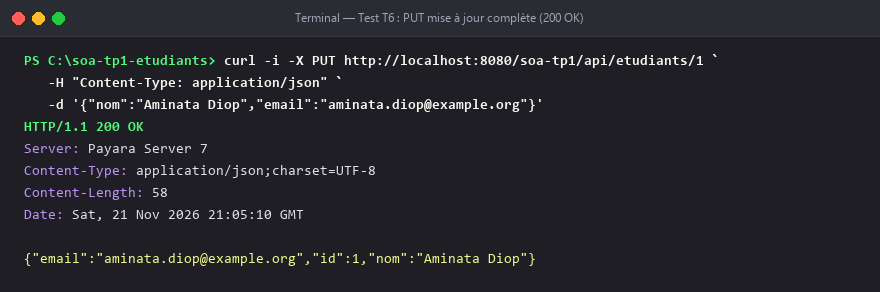 Terminal — Test T6 : PUT mise à jour complète (200 OK)
PS C:\soa-tp1-etudiants> curl -i -X PUT http://localhost:8080/soa-tp1/api/etudiants/1 `
-H "Content-Type: application/json" `
-d '{"nom":"Aminata Diop","email":"aminata.diop@example.org"}'
HTTP/1.1 200 OK
Server: Payara Server 7
Content-Type: application/json;charset=UTF-8
Content-Length: 58
Date: Sat, 21 Nov 2026 21:05:10 GMT
{"email":"aminata.diop@example.org","id":1,"nom":"Aminata Diop"}